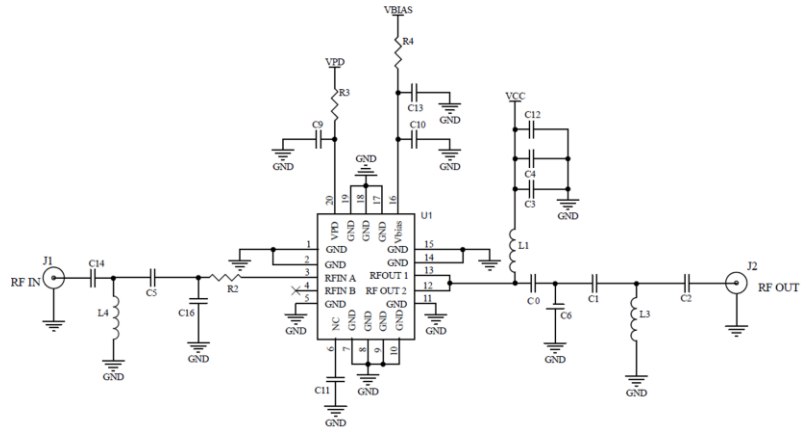 VBIAS
R4
VPD
R3
C13
GND
VCC
C12
C9
C10
GND
GND
C4
GND
C3
GND
20
19
18
17
16
U1
VPD
GND
GND
GND
Vbias
L1
1
GND
GND
15
GND
2
GND
GND
14
GND
J1
RF IN
C14
C5
R2
3
RFIN A
RFOUT 1
13
4
RFIN B
RF OUT 2
12
5
GND
GND
11
C0
C1
C2
J2
RF OUT
L4
C16
GND
GND
C6
L3
GND
GND
NC
GND
GND
GND
GND
6
7
8
9
10
GND
GND
GND
C11
GND
GND